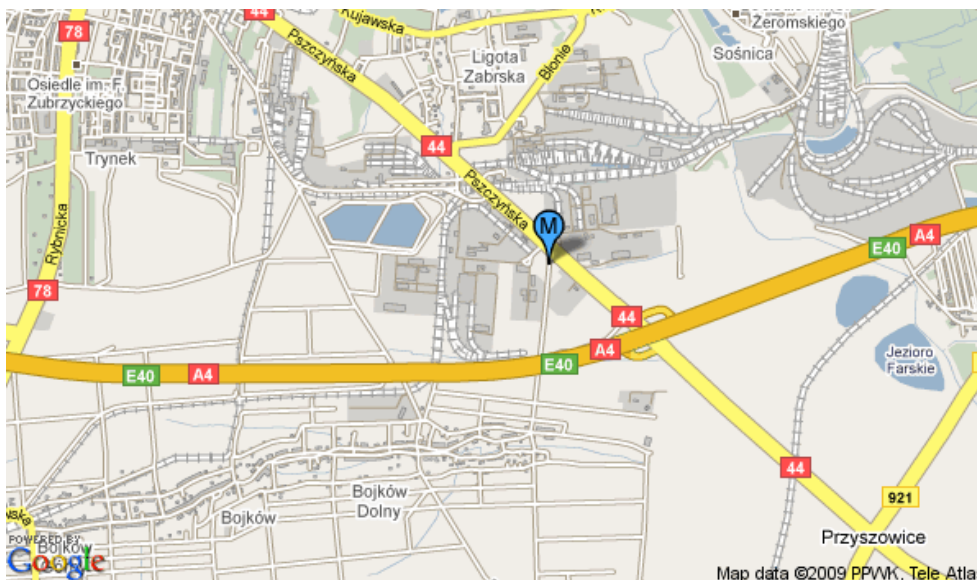 44
Kujawska
78
Pszczyńska
Żeromskiego
Ligota
Zabrska
Błonie
Sośnica
Osiedle im. F.
Zubrzyckiego
44
Trynek
Pszczyńska
M
Rybnicka
A4
E40
78
44
A4
E40
E40
A4
Jezioro
Farskie
44
Bojków
Dolny
921
Bojków
Przyszowice
POWERED BY
Google
Bojków
Map data ©2009 PPWK, Tele Atla